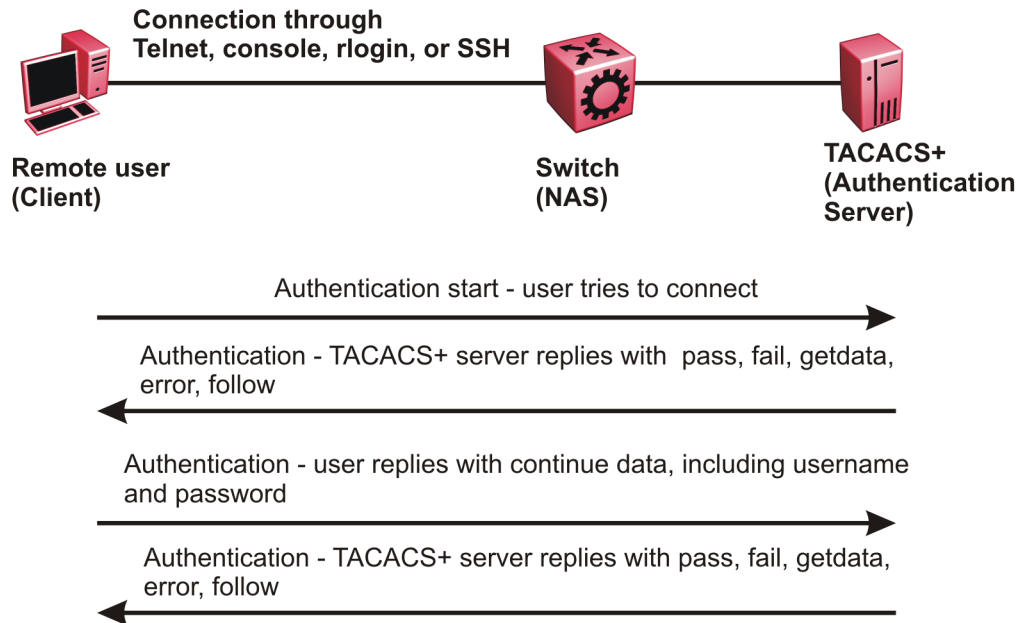 Connection through
Telnet, console, rlogin, or SSH
Remote user
(Client)
Switch
(NAS)
TACACS+
(Authentication
Server)
Authentication start - user tries to connect
Authentication - TACACS+ server replies with pass, fail, getdata,
error, follow
Authentication - user replies with continue data, including username
and password
Authentication - TACACS+ server replies with pass, fail, getdata,
error, follow